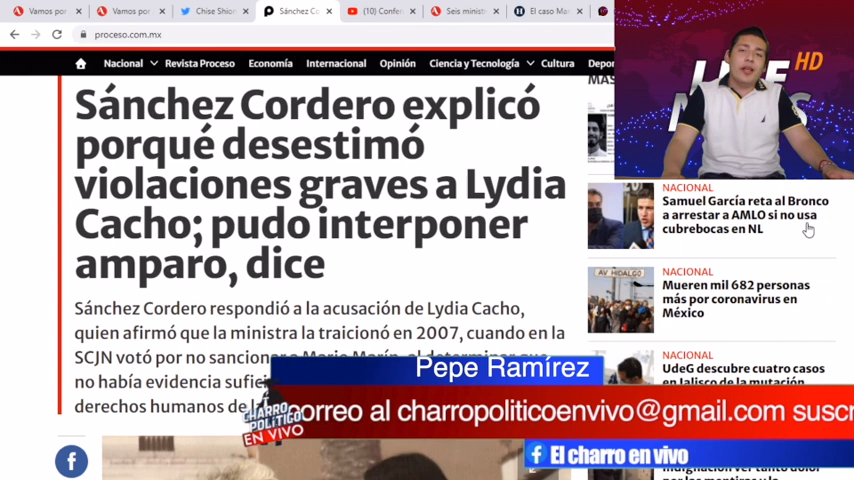 Vamos por
Vamos por
Chise Shion
Sánchez Co
(10) Confer
Seis minist
El caso Ma
proceso.com.mx
Nacional
Revista Proceso
Economía
Internacional
Opinión
Ciencia y Tecnología
Cultura
Depor
HD
MAS
Sánchez Cordero explicó
porqué desestimó
violaciones graves a Lydia
Cacho; pudo interponer
amparo, dice
Sánchez Cordero respondió a la acusación de Lydia Cacho,
quien afirmó que la ministra la traicionó en 2007, cuando en la
SCJN votó por no sancionar a Mario Marín, al determinar que
no había evidencia sufic
derechos humanos de
NACIONAL
Samuel García reta al Bronco
a arrestar a AMLO si no usa
cubrebocas en NL
AV HIDALGO
NACIONAL
Mueren mil 682 personas
más por coronavirus en
México
NACIONAL
UdeG descubre cuatro casos
en Jalisco de la mutación
Pepe Ramírez
CHARRO
POLÍTICO
EN VIVO
correo al charropoliticoenvivo@gmail.com suscr
El charro en vivo